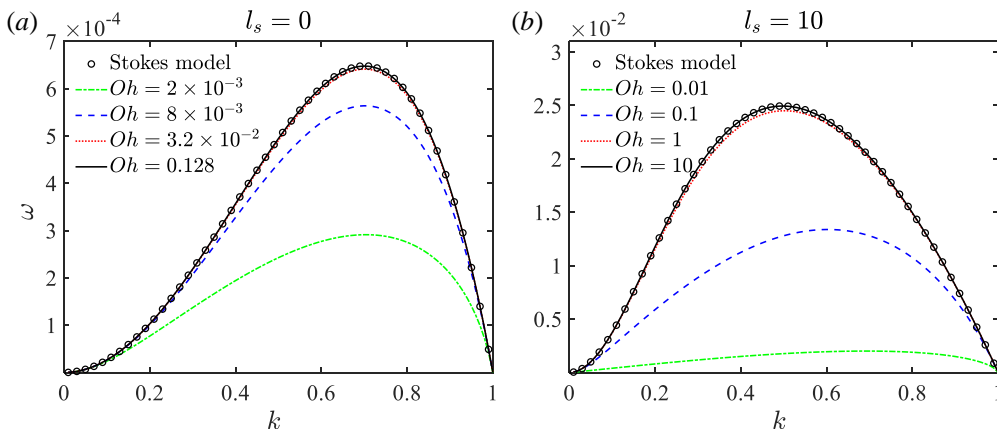 (a) l_s = 0
×10⁻⁴
7
6
5
4
3
2
1
0 0.2 0.4 0.6 0.8 1
ω
k
Stokes model
Oh = 2 × 10⁻³
Oh = 8 × 10⁻³
Oh = 3.2 × 10⁻²
Oh = 0.128
(b) l_s = 10
×10⁻²
3
2.5
2
1.5
1
0.5
0 0.2 0.4 0.6 0.8 1
k
Stokes model
Oh = 0.01
Oh = 0.1
Oh = 1
Oh = 10